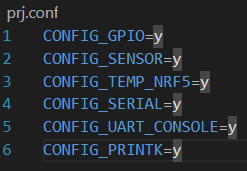 prj.conf
1 CONFIG_GPIO=y
2 CONFIG_SENSOR=y
3 CONFIG_TEMP_NRF5=y
4 CONFIG_SERIAL=y
5 CONFIG_UART_CONSOLE=y
6 CONFIG_PRINTK=y